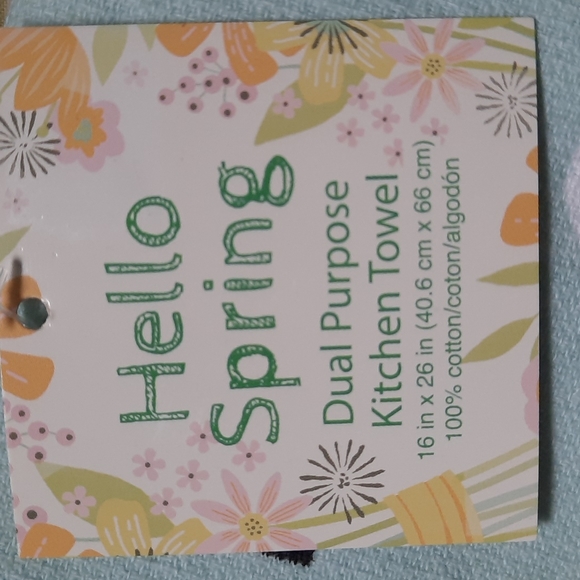 Hello
Spring
Dual Purpose
Kitchen Towel
16 in x 26 in (40.6 cm x 66 cm)
100% cotton/coton/algodón